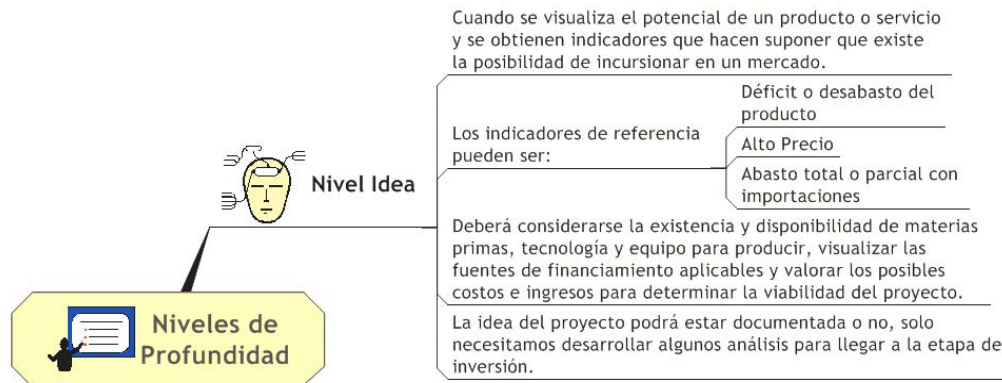 Cuando se visualiza el potencial de un producto o servicio
y se obtienen indicadores que hacen suponer que existe
la posibilidad de incursionar en un mercado.
Los indicadores de referencia
pueden ser:
Déficit o desabasto del
producto
Alto Precio
Abasto total o parcial con
importaciones
Nivel Idea
Deberá considerarse la existencia y disponibilidad de materias
primas, tecnología y equipo para producir, visualizar las
fuentes de financiamiento aplicables y valorar los posibles
costos e ingresos para determinar la viabilidad del proyecto.
La idea del proyecto podrá estar documentada o no, solo
necesitamos desarrollar algunos análisis para llegar a la etapa de
inversión.
Niveles de
Profundidad